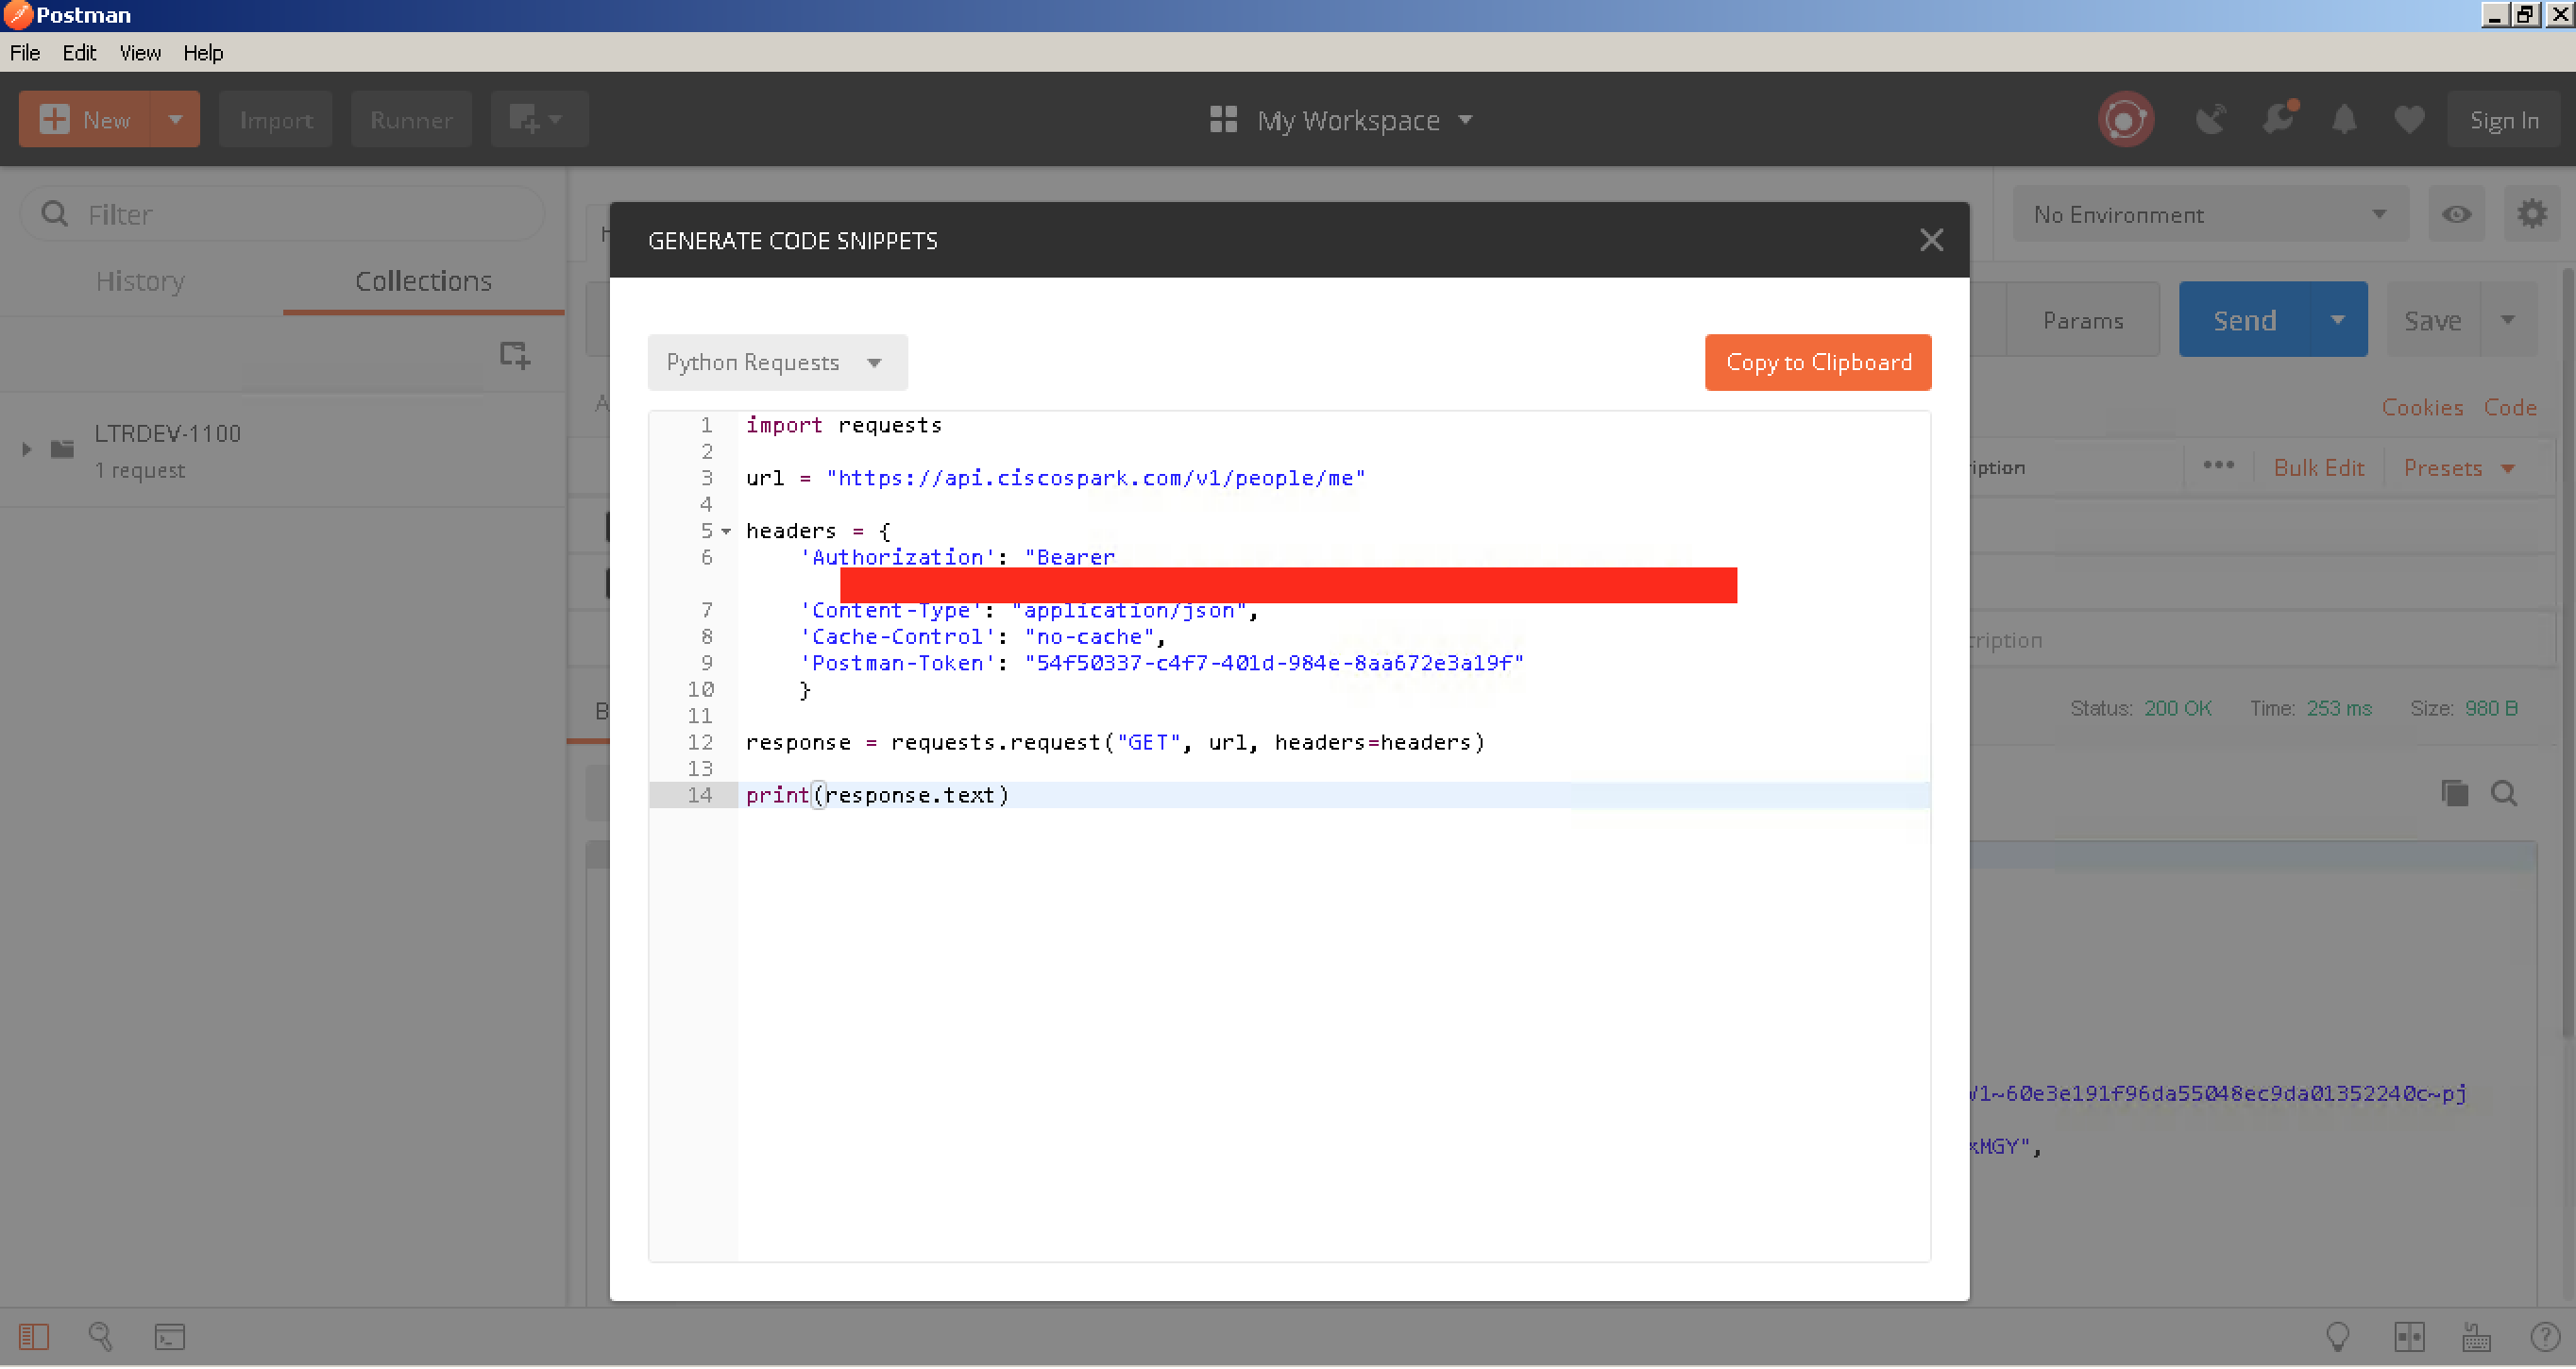 Postman
File Edit View Help
New Import Runner My Workspace Sign In
Filter
No Environment
History Collections
GENERATE CODE SNIPPETS
Params Send Save
Python Requests Copy to Clipboard
Cookies Code
LTRDEV-1100
1 request
Bulk Edit Presets
1 import requests
2
3 url = "https://api.ciscospark.com/v1/people/me"
4
5 headers = {
6 'Authorization': "Bearer
7 'Content-Type': "application/json",
8 'Cache-Control': "no-cache",
9 'Postman-Token': "54f50337-c4f7-401d-984e-8aa672e3a19f"
10 }
11
12 response = requests.request("GET", url, headers=headers)
13
14 print(response.text)
iption
cription
Status: 200 OK Time: 253 ms Size: 980 B
V1~60e3e191f96da55048ec9da01352240c~pj
xMGY",